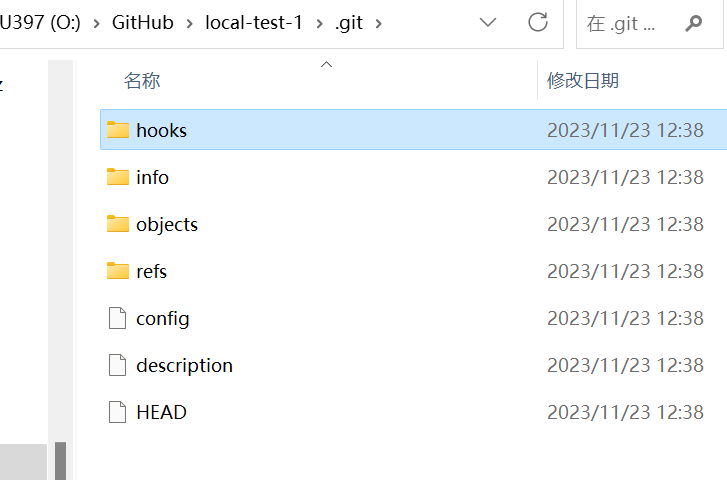 U397 (O:) › GitHub › local-test-1 › .git ›
在 .git ...
名称 修改日期
hooks 2023/11/23 12:38
info 2023/11/23 12:38
objects 2023/11/23 12:38
refs 2023/11/23 12:38
config 2023/11/23 12:38
description 2023/11/23 12:38
HEAD 2023/11/23 12:38